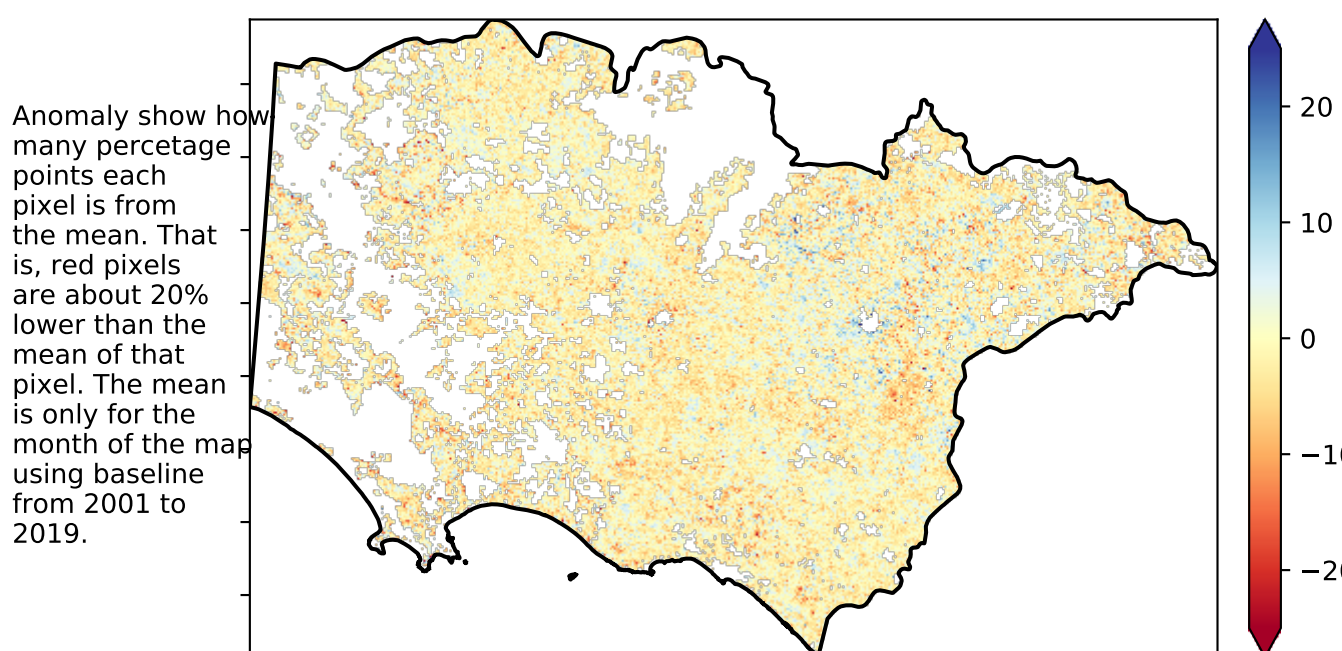 Anomaly show how
many percetage
points each
pixel is from
the mean. That
is, red pixels
are about 20%
lower than the
mean of that
pixel. The mean
is only for the
month of the map
using baseline
from 2001 to
2019.
20
10
0
−10
−20